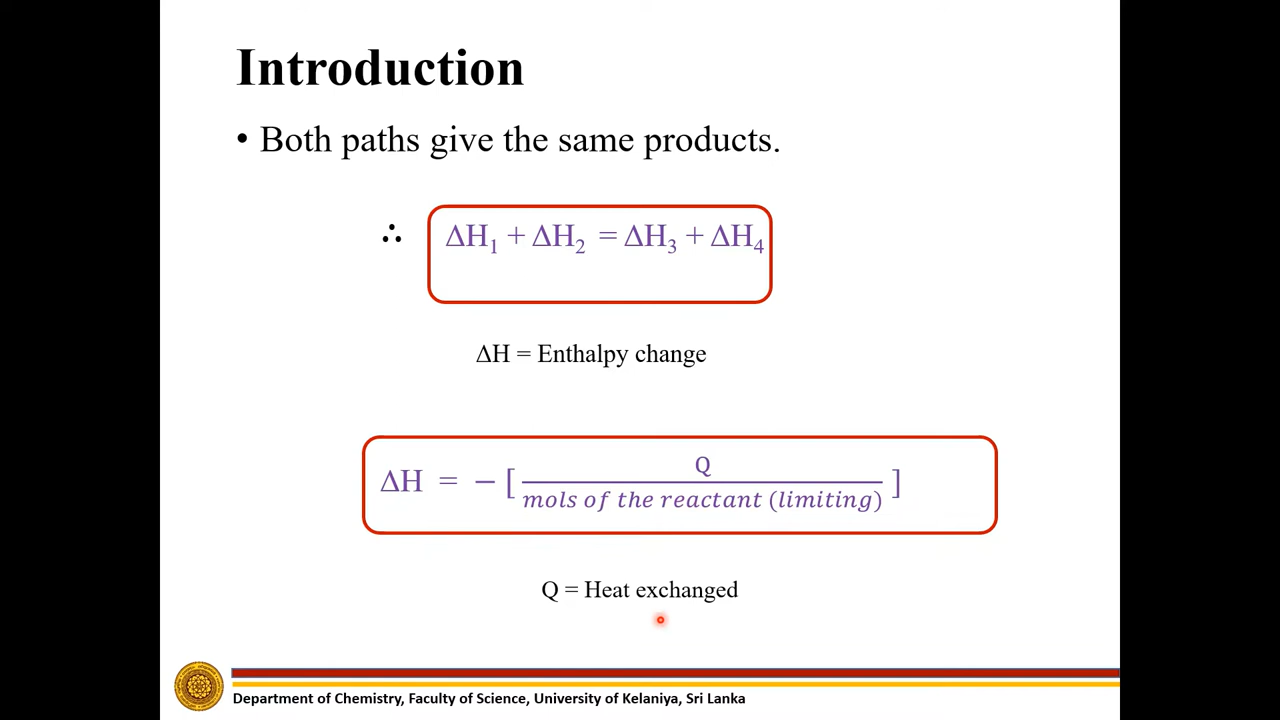 Introduction
• Both paths give the same products.
∴ ΔH₁ + ΔH₂ = ΔH₃ + ΔH₄
ΔH = Enthalpy change
ΔH = − [ Q / mols of the reactant (limiting) ]
Q = Heat exchanged
Department of Chemistry, Faculty of Science, University of Kelaniya, Sri Lanka